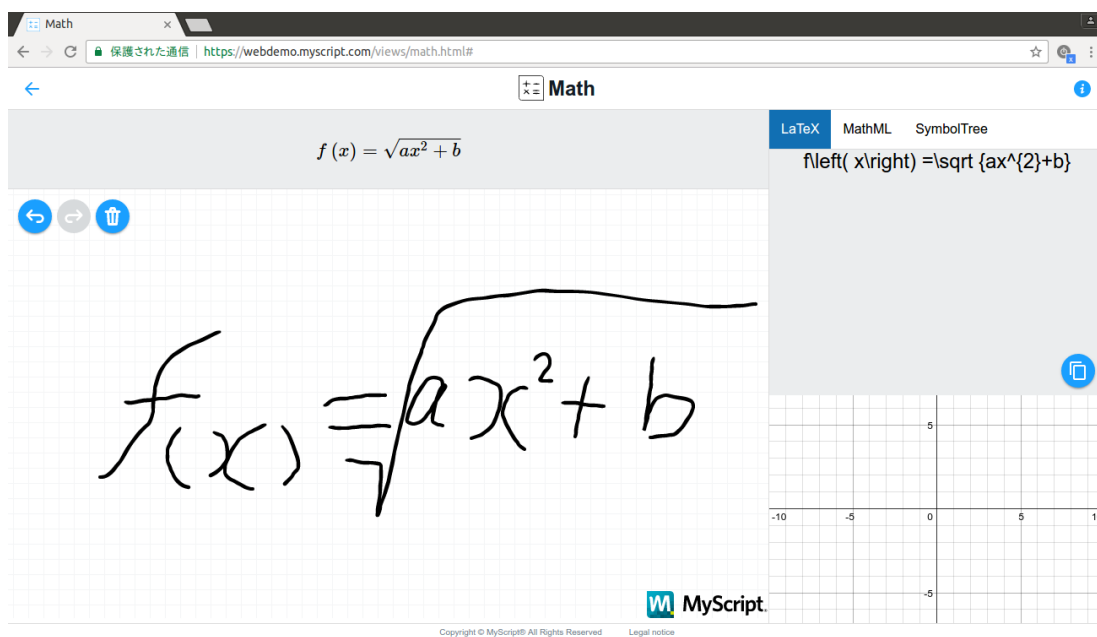 Math
保護された通信 | https://webdemo.myscript.com/views/math.html#
Math
f (x) = √(ax² + b)
LaTeX MathML SymbolTree
f\left( x\right) =\sqrt {ax^{2}+b}
f(x) = √ax² + b
5
-10 -5 0 5 1
-5
MyScript.
Copyright © MyScript® All Rights Reserved Legal notice